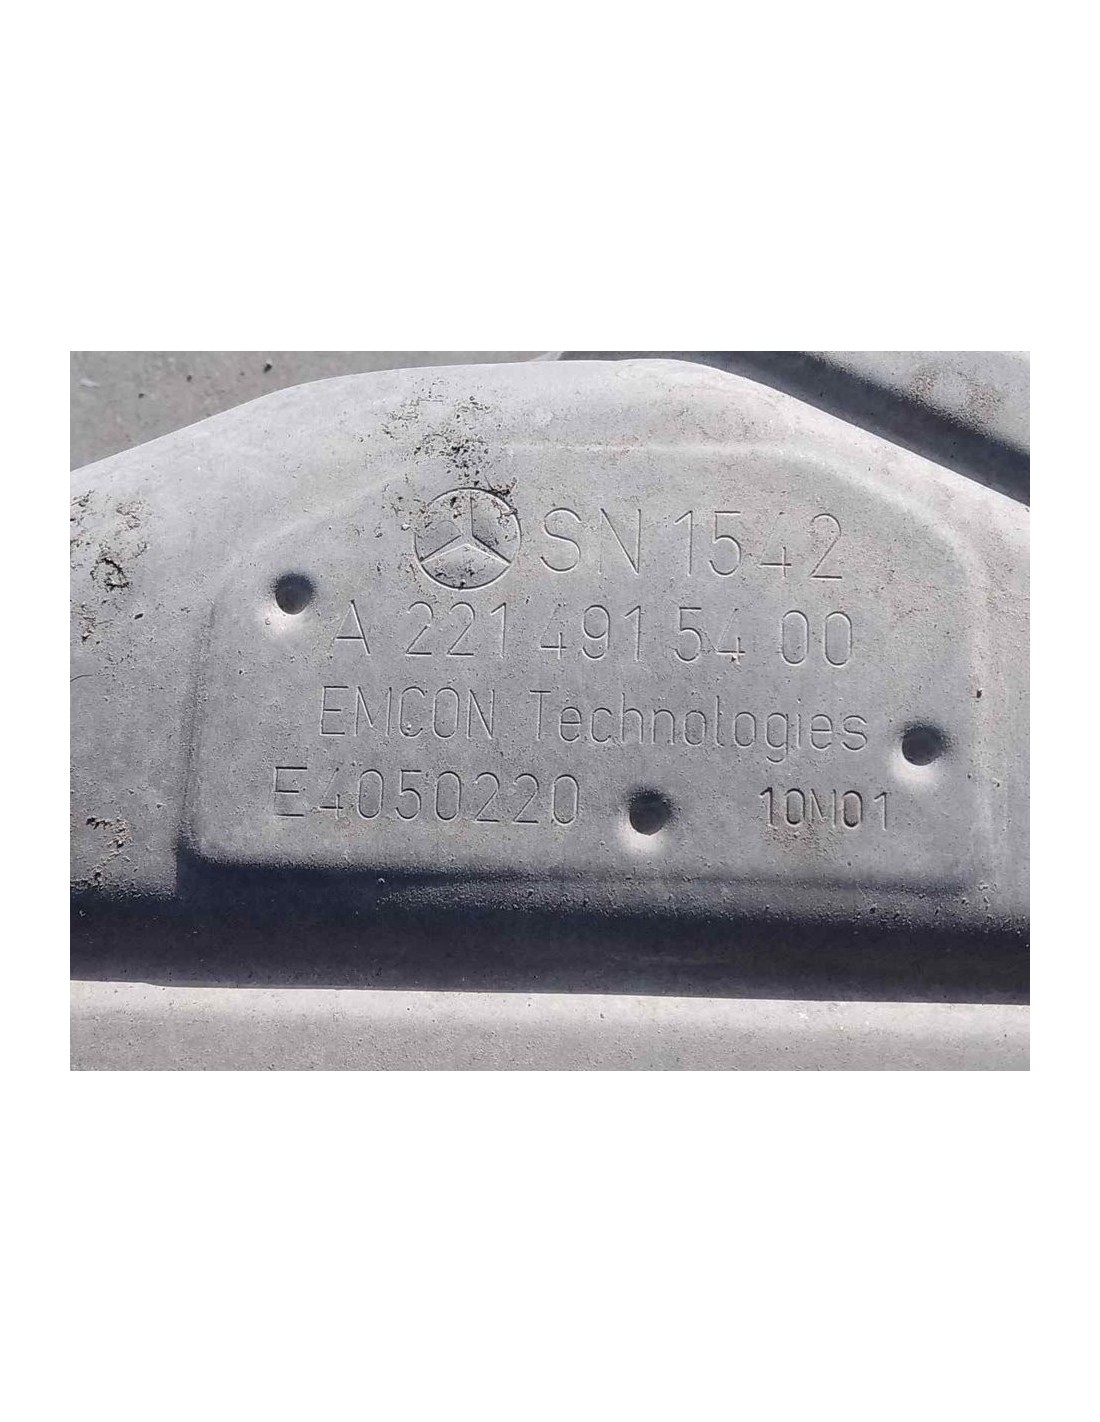 SN 1542
A 221 491 54 00
EMCON Technologies
E4050220 10M01